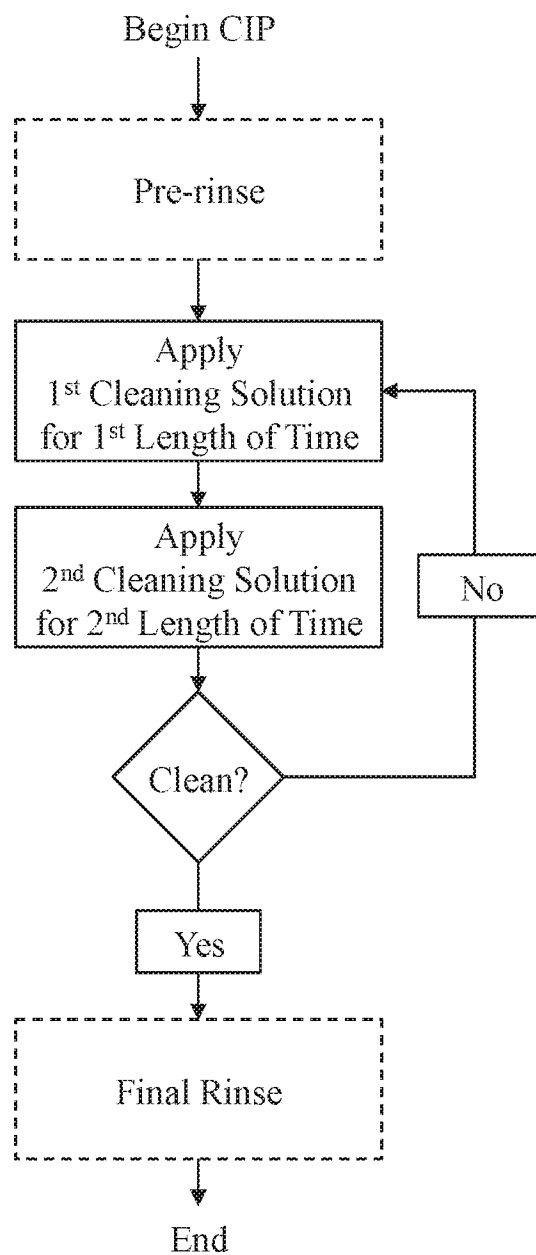 Begin CIP
Pre-rinse
Apply
1st Cleaning Solution
for 1st Length of Time
Apply
2nd Cleaning Solution
for 2nd Length of Time
No
Clean?
Yes
Final Rinse
End